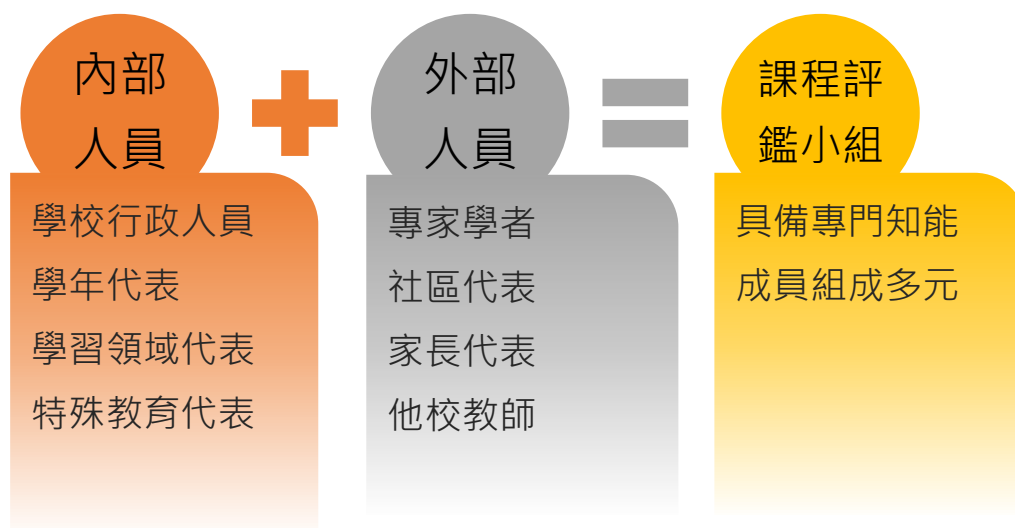 內部
人員
學校行政人員
學年代表
學習領域代表
特殊教育代表
外部
人員
專家學者
社區代表
家長代表
他校教師
課程評
鑑小組
具備專門知能
成員組成多元